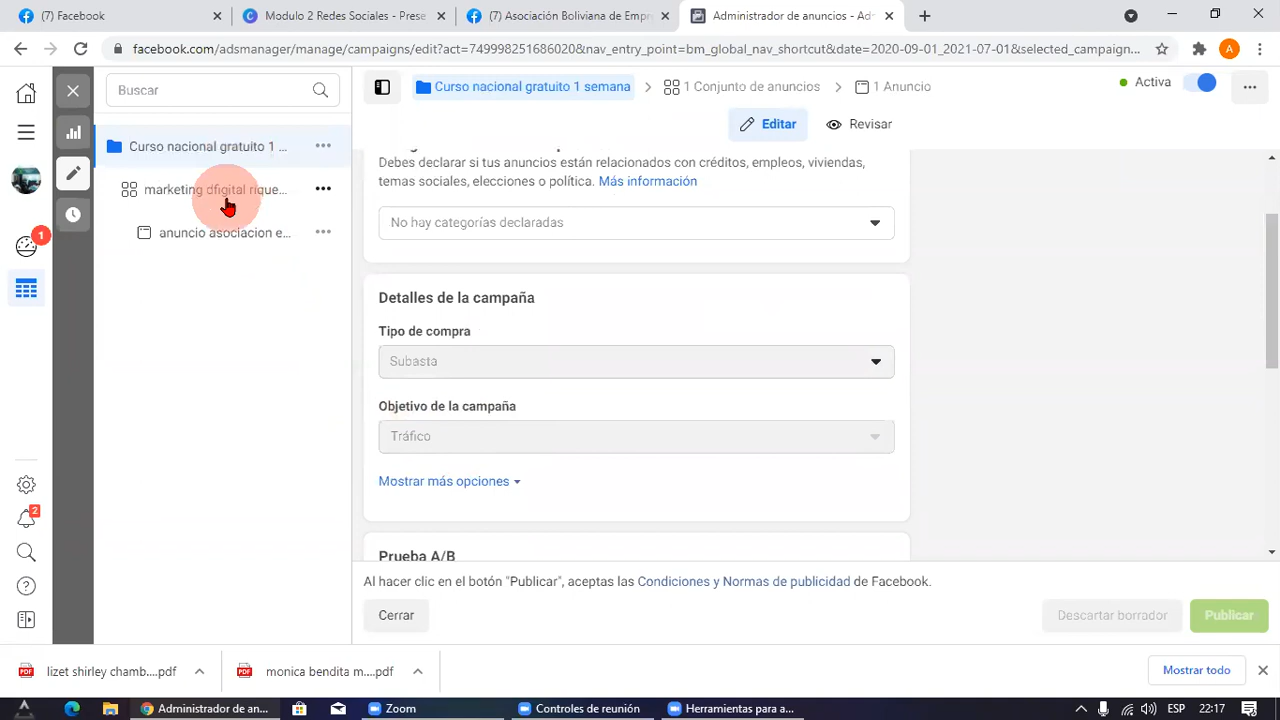 (7) Facebook
Modulo 2 Redes Sociales - Pres
(7) Asociación Boliviana de Empr
Administrador de anuncios - Ad
facebook.com/adsmanager/manage/campaigns/edit?act=749998251686020&nav_entry_point=bm_global_nav_shortcut&date=2020-09-01_2021-07-01&selected_campaign...
A
Buscar
Curso nacional gratuito 1 semana
1 Conjunto de anuncios
1 Anuncio
Activa
Editar
Revisar
Curso nacional gratuito 1 ...
marketing dfigital rique...
anuncio asociacion e...
1
2
Debes declarar si tus anuncios están relacionados con créditos, empleos, viviendas,
temas sociales, elecciones o política. Más información
No hay categorías declaradas
Detalles de la campaña
Tipo de compra
Subasta
Objetivo de la campaña
Tráfico
Mostrar más opciones
Prueba A/B
Al hacer clic en el botón "Publicar", aceptas las Condiciones y Normas de publicidad de Facebook.
Cerrar
Descartar borrador
Publicar
lizet shirley chamb....pdf
monica bendita m....pdf
Mostrar todo
Administrador de an...
Zoom
Controles de reunión
Herramientas para a...
ESP
22:17